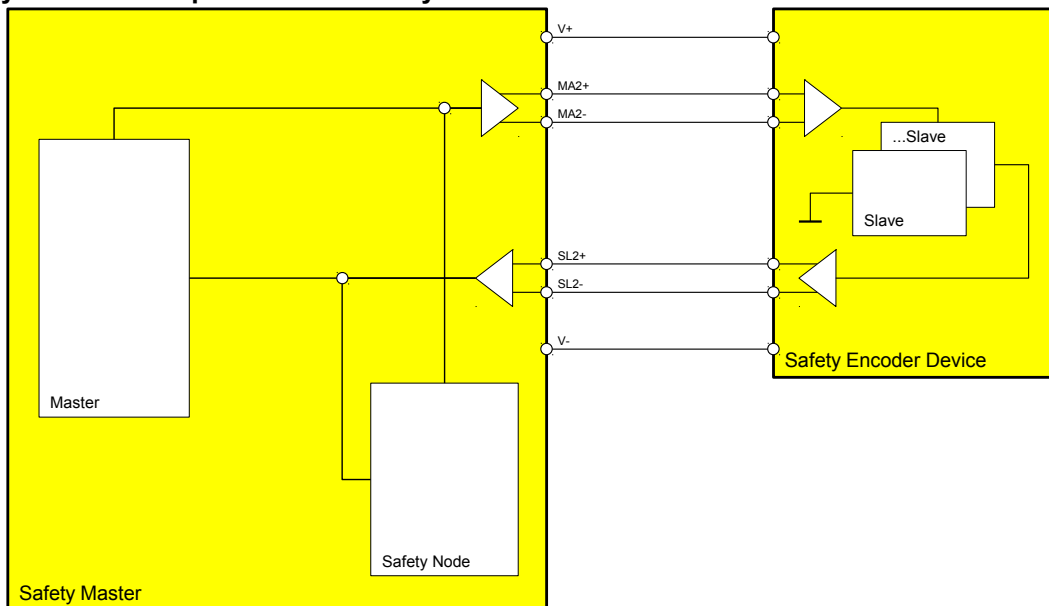 V+
MA2+
MA2-
...Slave
Slave
SL2+
SL2-
V-
Safety Encoder Device
Master
Safety Node
Safety Master